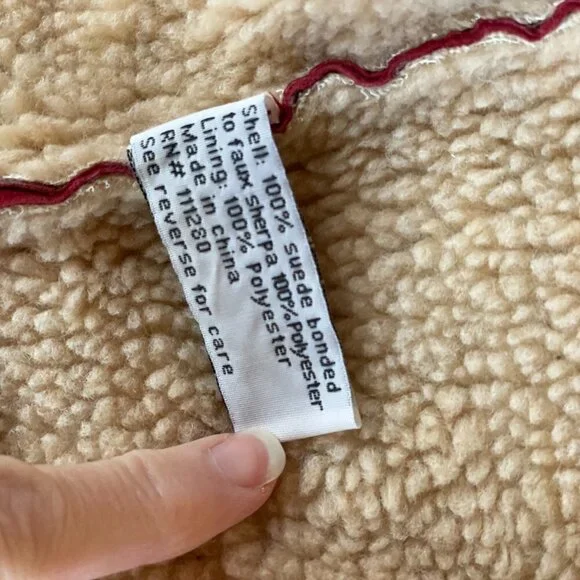 Shell: 100% suede bonded
to faux sherpa 100% Polyester
Lining: 100% Polyester
Made in china
RN# 111280
See reverse for care